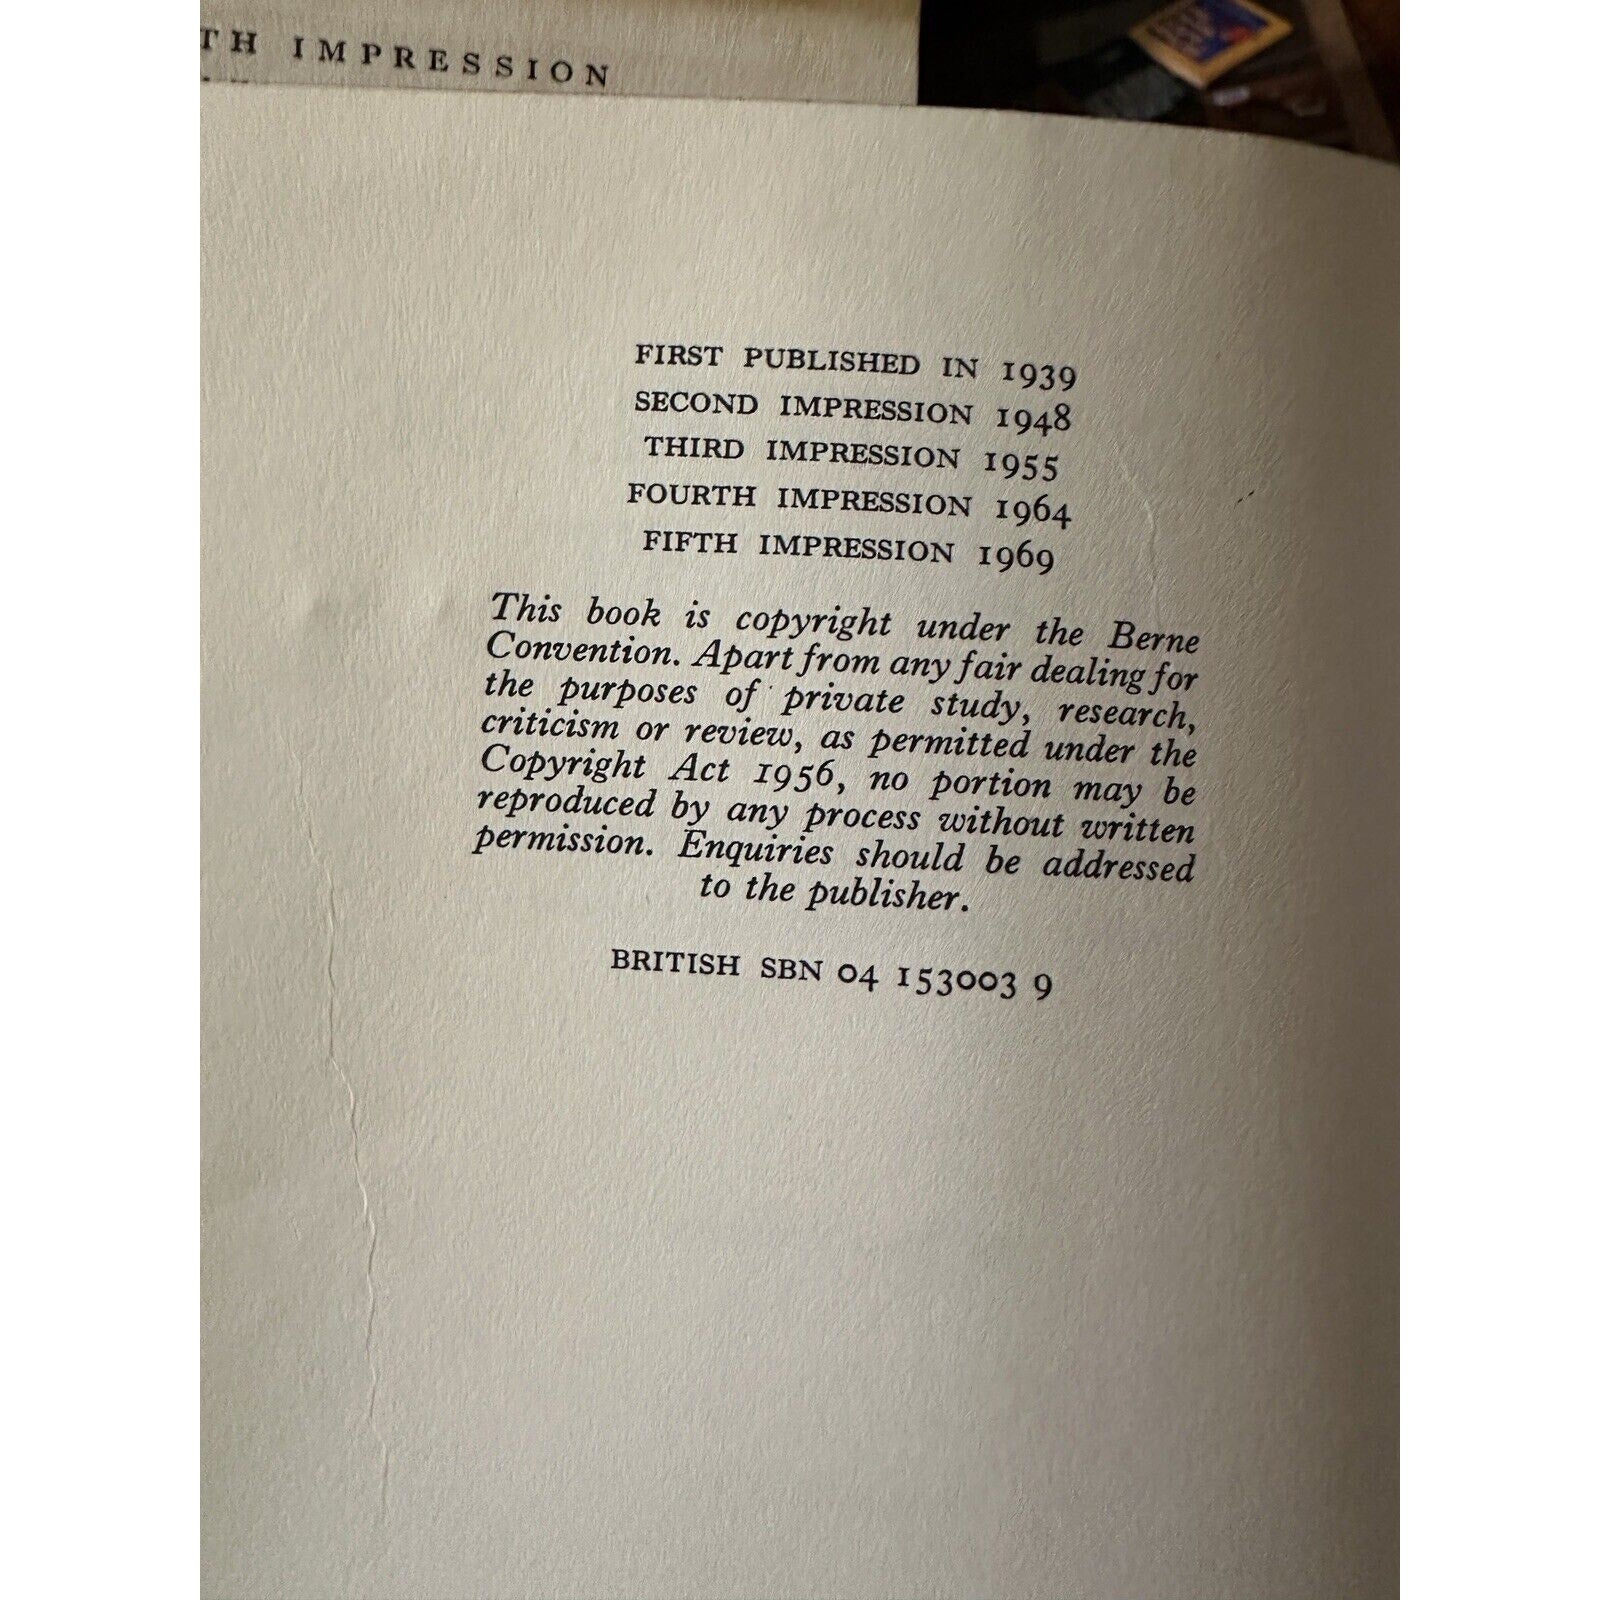 TH IMPRESSION
FIRST PUBLISHED IN 1939
SECOND IMPRESSION 1948
THIRD IMPRESSION 1955
FOURTH IMPRESSION 1964
FIFTH IMPRESSION 1969
This book is copyright under the Berne
Convention. Apart from any fair dealing for
the purposes of private study, research,
criticism or review, as permitted under the
Copyright Act 1956, no portion may be
reproduced by any process without written
permission. Enquiries should be addressed
to the publisher.
BRITISH SBN 04 153003 9